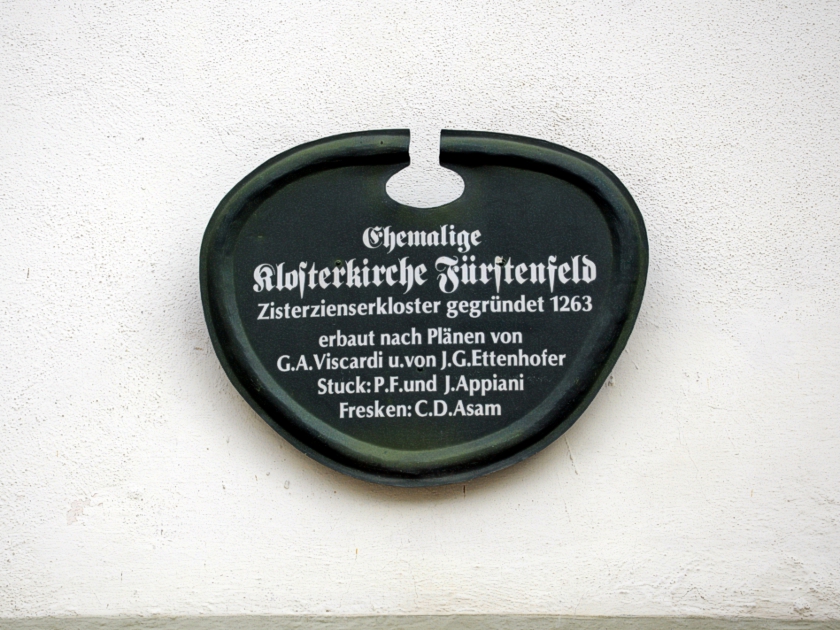 Ehemalige
Klosterkirche Fürstenfeld
Zisterzienserkloster gegründet 1263
erbaut nach Plänen von
G.A.Viscardi u.von J.G.Ettenhofer
Stuck: P.F.und J.Appiani
Fresken: C.D.Asam